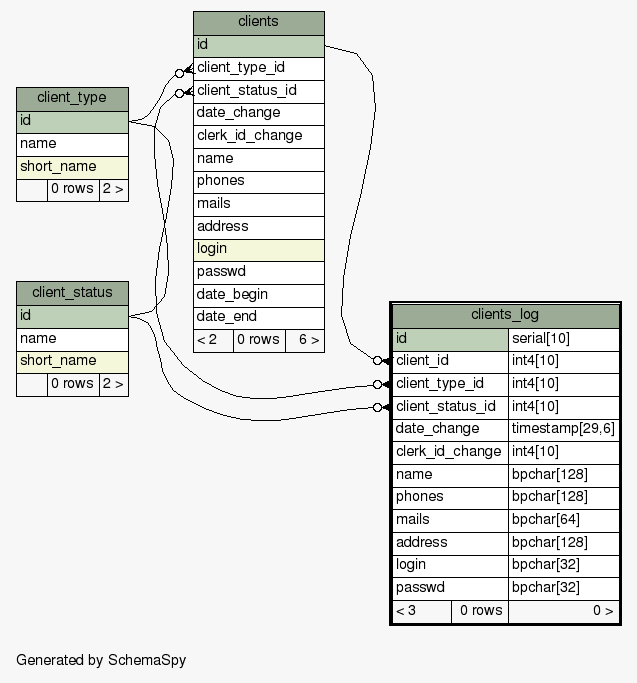 clients
id
client_type_id
client_status_id
date_change
clerk_id_change
name
phones
mails
address
login
passwd
date_begin
date_end
< 2 0 rows 6 >
client_type
id
name
short_name
0 rows 2 >
client_status
id
name
short_name
0 rows 2 >
clients_log
id serial[10]
client_id int4[10]
client_type_id int4[10]
client_status_id int4[10]
date_change timestamp[29,6]
clerk_id_change int4[10]
name bpchar[128]
phones bpchar[128]
mails bpchar[64]
address bpchar[128]
login bpchar[32]
passwd bpchar[32]
< 3 0 rows 0 >
Generated by SchemaSpy